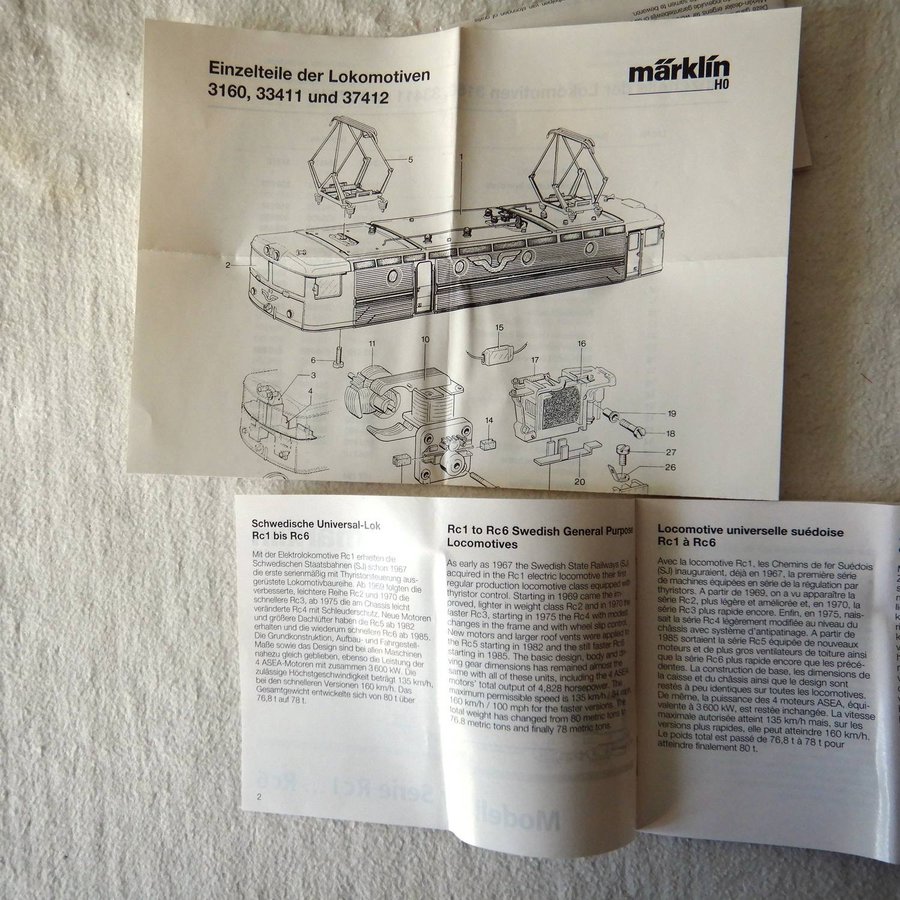 Einzelteile der Lokomotiven
3160, 33411 und 37412
märklin
H0
5
1
2
6
3
4
11
10
15
17
16
14
19
18
27
26
20
Schwedische Universal-Lok
Rc1 bis Rc6
Mit der Elektrolokomotive Rc1 erhielten die
Schwedischen Staatsbahnen (SJ) schon 1967
die erste serienmäßig mit Thyristorsteuerung aus-
gerüstete Lokomotivbaureihe. Ab 1969 folgten die
verbesserte, leichtere Reihe Rc2 und 1970 die
schnellere Rc3, ab 1975 die am Chassis leicht
veränderte Rc4 mit Schleuderschutz. Neue Motoren
und größere Dachlüfter haben die Rc5 ab 1982
erhalten und die wiederum schnellere Rc6 ab 1985.
Die Grundkonstruktion, Aufbau- und Fahrgestell-
Maße sowie das Design sind bei allen Maschinen
nahezu gleich geblieben, ebenso die Leistung der
4 ASEA-Motoren mit zusammen 3 600 kW. Die
zulässige Höchstgeschwindigkeit beträgt 135 km/h,
bei den schnelleren Versionen 160 km/h. Das
Gesamtgewicht entwickelte sich von 80 t über
76,8 t auf 78 t.
2
Rc1 to Rc6 Swedish General Purpose
Locomotives
As early as 1967 the Swedish State Railways (SJ)
acquired in the Rc1 electric locomotive their first
regular production locomotive class equipped with
thyristor control. Starting in 1969 came the im-
proved, lighter in weight class Rc2 and in 1970 the
faster Rc3, starting in 1975 the Rc4 with modest
changes in the frame and with wheel slip control.
New motors and larger roof vents were applied to
the Rc5 starting in 1982 and the still faster Rc6
starting in 1985. The basic design, body and dri-
ving gear dimensions have remained almost the
same with all of these units, including the 4 ASEA
motors' total output of 4,828 horsepower. The
maximum permissible speed is 135 km/h / 84 mph,
160 km/h / 100 mph for the faster versions. The
total weight has changed from 80 metric tons to
76.8 metric tons and finally 78 metric tons.
Locomotive universelle suédoise
Rc1 à Rc6
Avec la locomotive Rc1, les Chemins de fer Suédois
(SJ) inauguraient, déjà en 1967, la première série
de machines équipées en série de la régulation par
thyristors. A partir de 1969, on a vu apparaître la
série Rc2, plus légère et améliorée et, en 1970, la
série Rc3 plus rapide encore. Enfin, en 1975, nais-
sait la série Rc4 légèrement modifiée au niveau du
châssis avec système d'antipatinage. A partir de
1985 sortaient la série Rc5 équipée de nouveaux
moteurs et de plus gros ventilateurs de toiture ainsi
que la série Rc6 plus rapide encore que les précé-
dentes. La construction de base, les dimensions de
la caisse et du châssis ainsi que le design sont
restés à peu identiques sur toutes les locomotives.
De même, la puissance des 4 moteurs ASEA, équi-
valente à 3 600 kW, est restée inchangée. La vitesse
maximale autorisée atteint 135 km/h mais, sur les
versions plus rapides, elle peut atteindre 160 km/h.
Le poids total est passé de 76,8 t à 78 t pour
atteindre finalement 80 t.